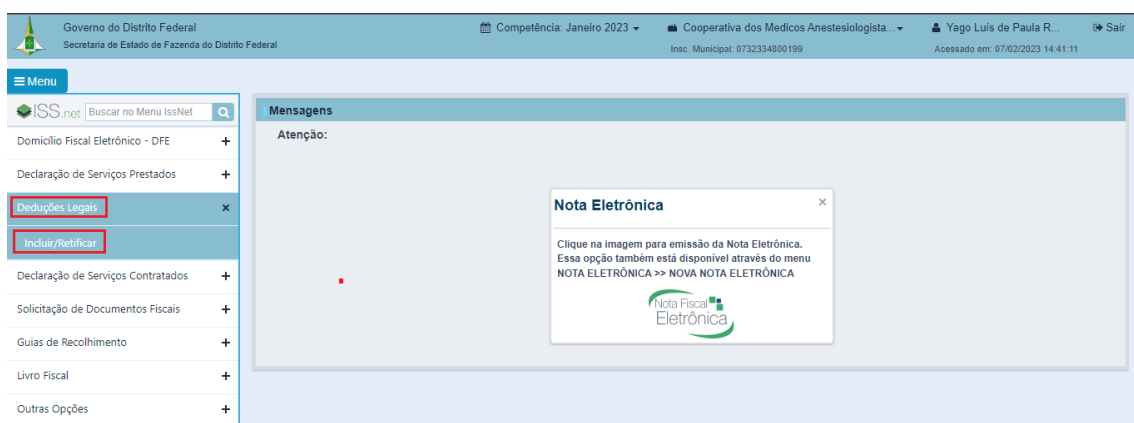 Governo do Distrito Federal
Secretaria de Estado de Fazenda do Distrito Federal
Competência: Janeiro 2023
Cooperativa dos Medicos Anestesiologista...
Insc. Municipal: 0732334800199
Yago Luís de Paula R...
Acessado em: 07/02/2023 14:41:11
Sair
Menu
ISS.net
Buscar no Menu IssNet
Domicílio Fiscal Eletrônico - DFE +
Declaração de Serviços Prestados +
Deduções Legais ×
Incluir/Retificar
Declaração de Serviços Contratados +
Solicitação de Documentos Fiscais +
Guias de Recolhimento +
Livro Fiscal +
Outras Opções +
Mensagens
Atenção:
Nota Eletrônica ×
Clique na imagem para emissão da Nota Eletrônica.
Essa opção também está disponível através do menu
NOTA ELETRÔNICA >> NOVA NOTA ELETRÔNICA
Nota Fiscal
Eletrônica